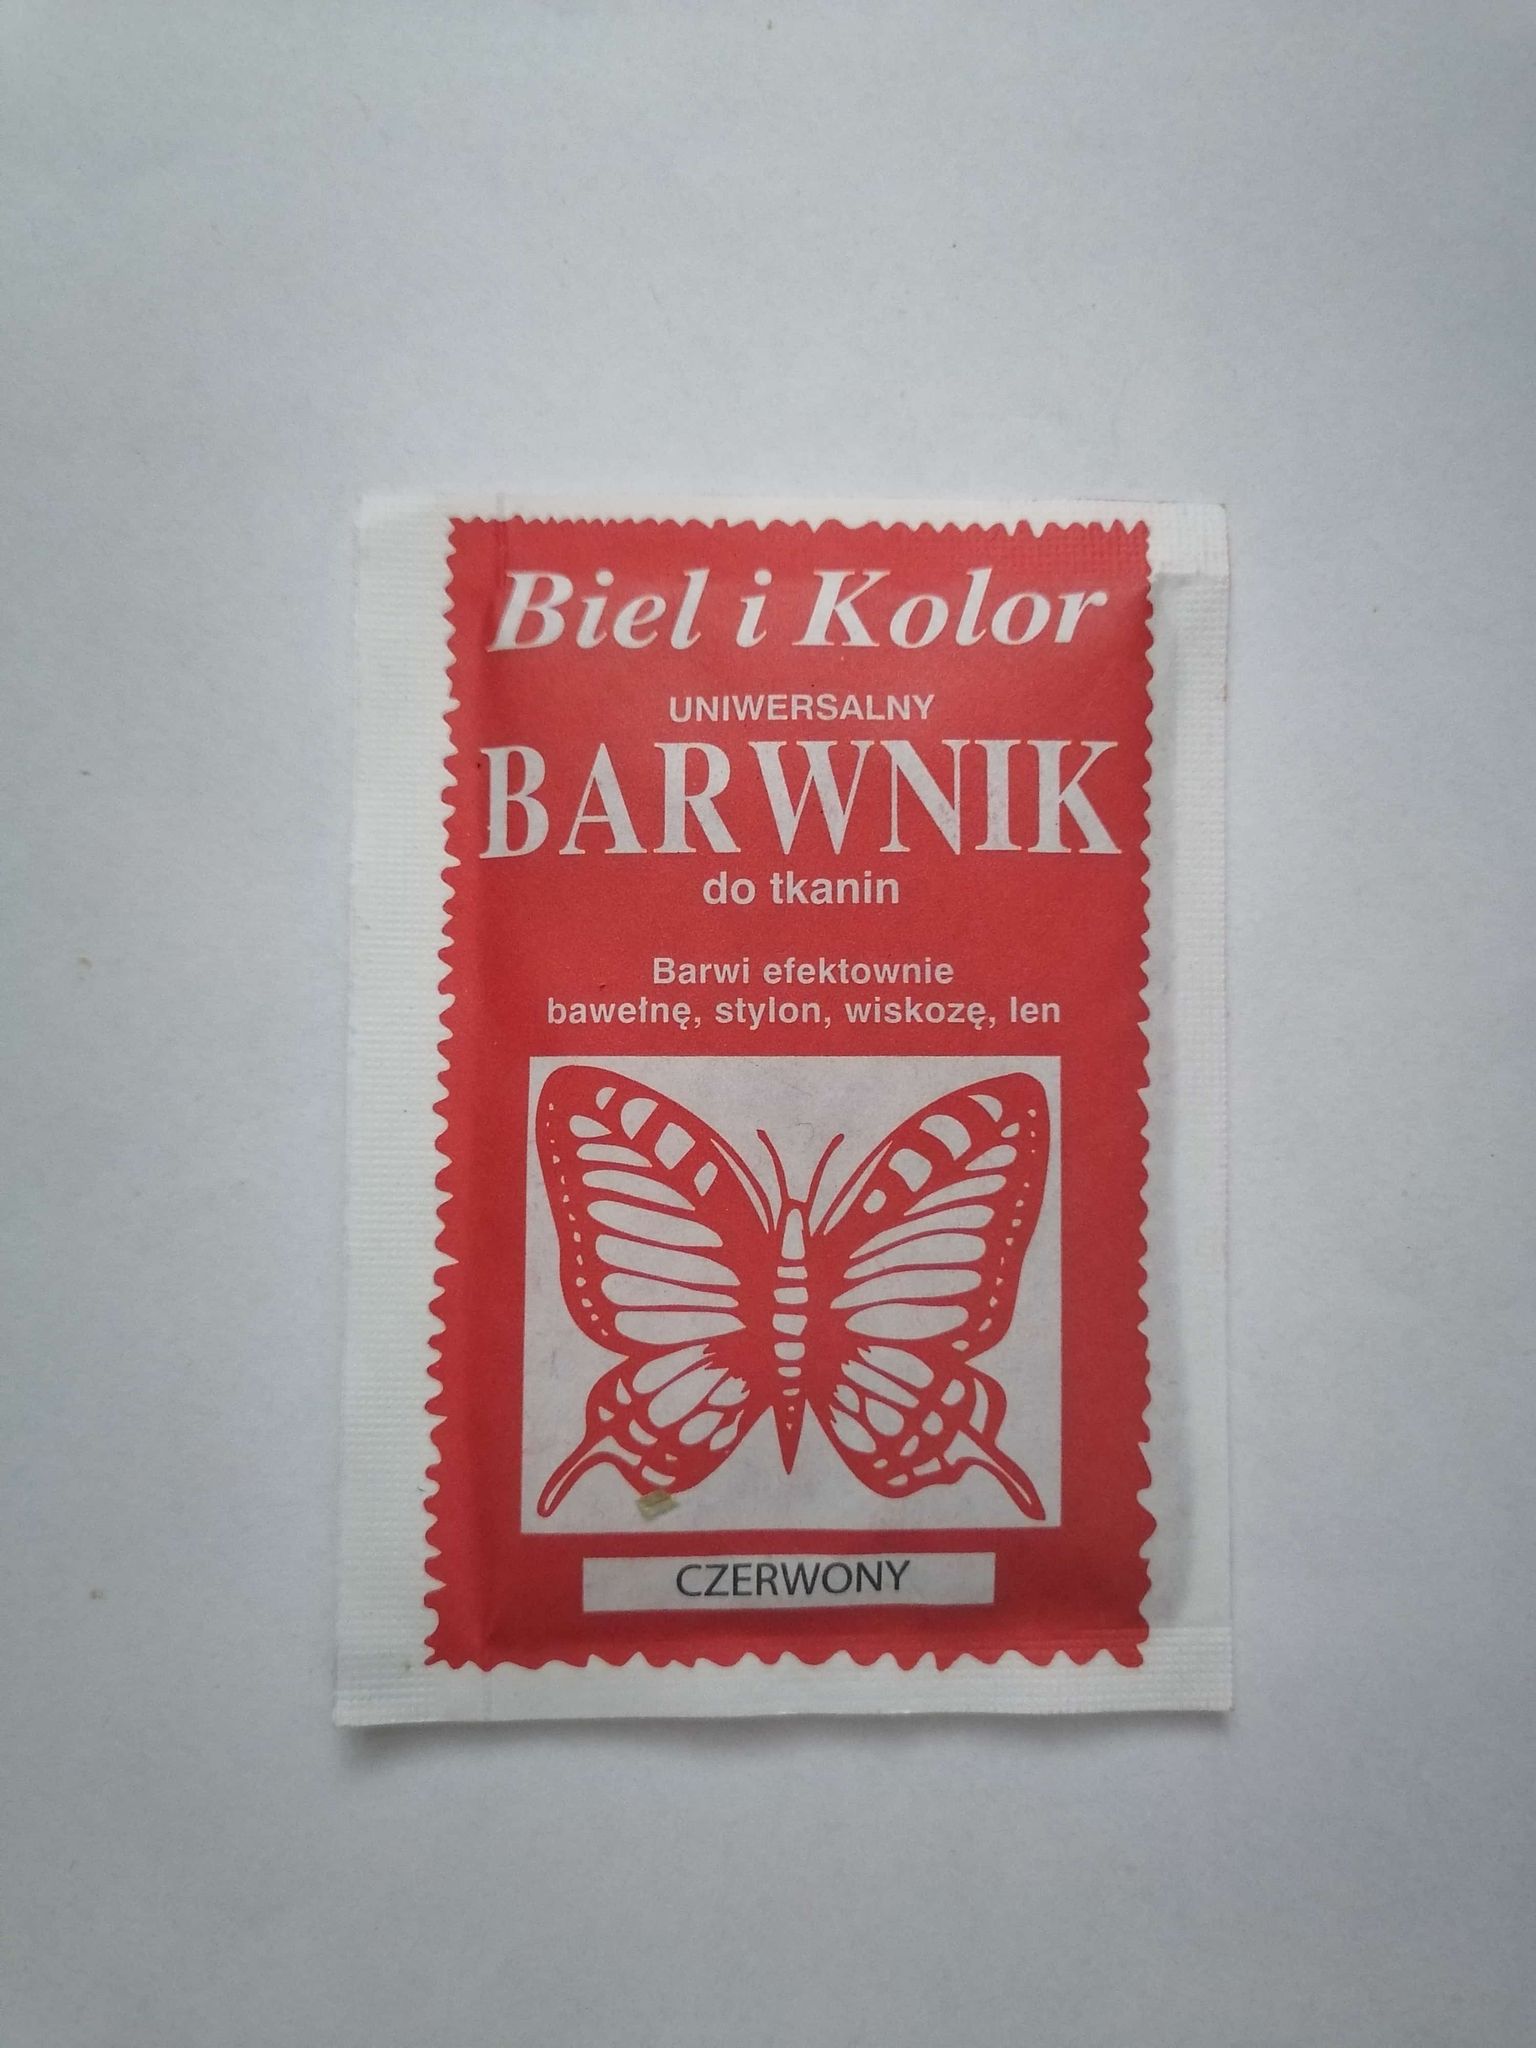 Biel i Kolor
UNIWERSALNY
BARWNIK
do tkanin
Barwi efektownie
bawełnę, stylon, wiskozę, len
CZERWONY